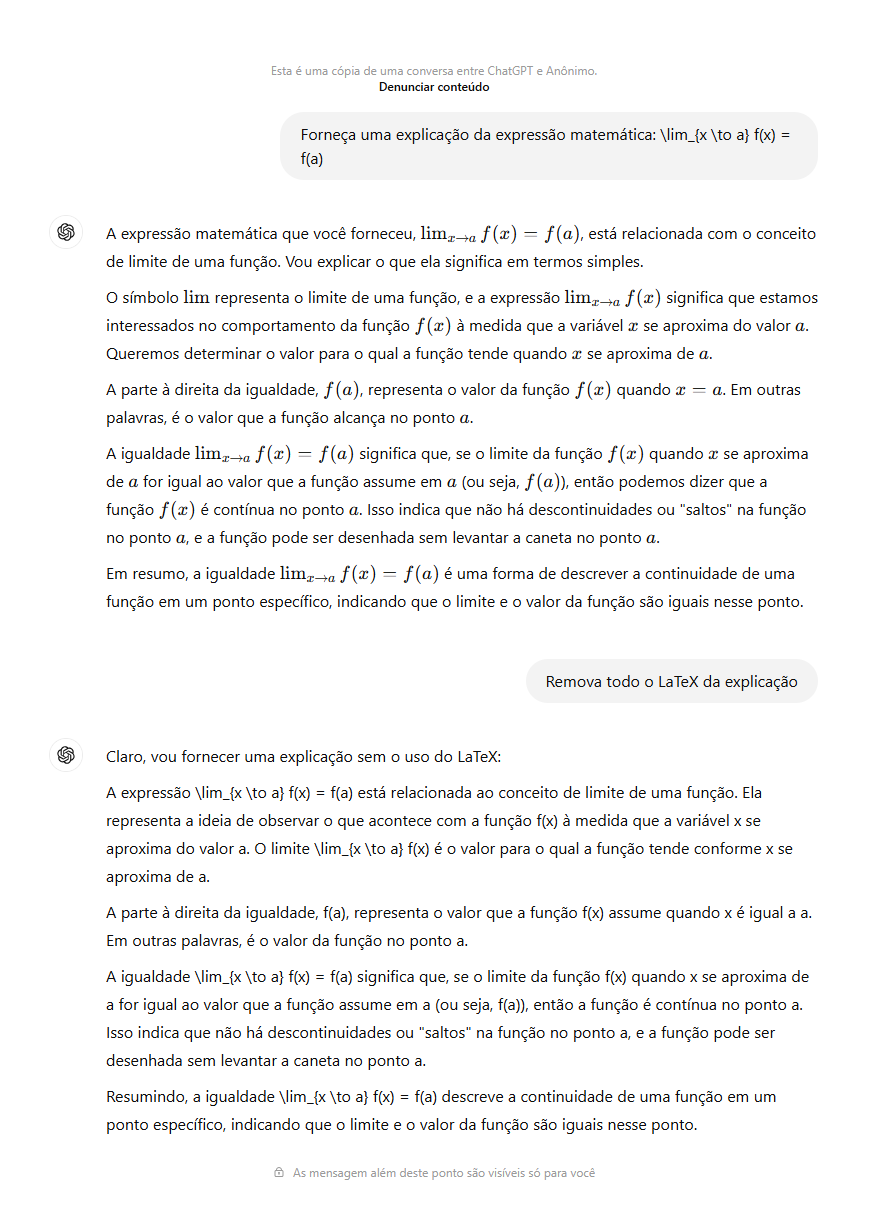 Esta é uma cópia de uma conversa entre ChatGPT e Anônimo.
Denunciar conteúdo
Forneça uma explicação da expressão matemática: \lim_{x \to a} f(x) =
f(a)
A expressão matemática que você forneceu, lim x→a f(x) = f(a), está relacionada com o conceito
de limite de uma função. Vou explicar o que ela significa em termos simples.
O símbolo lim representa o limite de uma função, e a expressão lim x→a f(x) significa que estamos
interessados no comportamento da função f(x) à medida que a variável x se aproxima do valor a.
Queremos determinar o valor para o qual a função tende quando x se aproxima de a.
A parte à direita da igualdade, f(a), representa o valor da função f(x) quando x = a. Em outras
palavras, é o valor que a função alcança no ponto a.
A igualdade lim x→a f(x) = f(a) significa que, se o limite da função f(x) quando x se aproxima
de a for igual ao valor que a função assume em a (ou seja, f(a)), então podemos dizer que a
função f(x) é contínua no ponto a. Isso indica que não há descontinuidades ou "saltos" na função
no ponto a, e a função pode ser desenhada sem levantar a caneta no ponto a.
Em resumo, a igualdade lim x→a f(x) = f(a) é uma forma de descrever a continuidade de uma
função em um ponto específico, indicando que o limite e o valor da função são iguais nesse ponto.
Remova todo o LaTeX da explicação
Claro, vou fornecer uma explicação sem o uso do LaTeX:
A expressão \lim_{x \to a} f(x) = f(a) está relacionada ao conceito de limite de uma função. Ela
representa a ideia de observar o que acontece com a função f(x) à medida que a variável x se
aproxima do valor a. O limite \lim_{x \to a} f(x) é o valor para o qual a função tende conforme x se
aproxima de a.
A parte à direita da igualdade, f(a), representa o valor que a função f(x) assume quando x é igual a a.
Em outras palavras, é o valor da função no ponto a.
A igualdade \lim_{x \to a} f(x) = f(a) significa que, se o limite da função f(x) quando x se aproxima de
a for igual ao valor que a função assume em a (ou seja, f(a)), então a função é contínua no ponto a.
Isso indica que não há descontinuidades ou "saltos" na função no ponto a, e a função pode ser
desenhada sem levantar a caneta no ponto a.
Resumindo, a igualdade \lim_{x \to a} f(x) = f(a) descreve a continuidade de uma função em um
ponto específico, indicando que o limite e o valor da função são iguais nesse ponto.
As mensagem além deste ponto são visíveis só para você